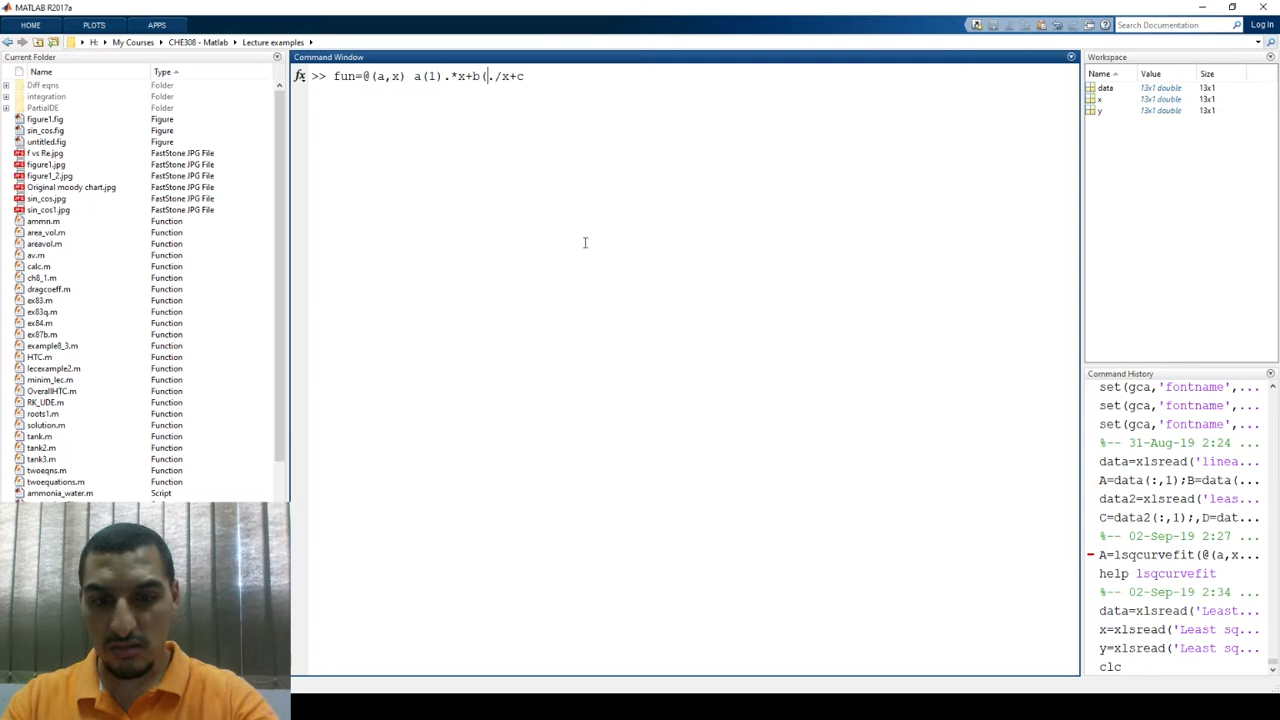 MATLAB R2017a
HOME PLOTS APPS Search Documentation Log In
H: My Courses CHE308 - Matlab Lecture examples
Current Folder
Name Type
Diff eqns Folder
integration Folder
PartialDE Folder
figure1.fig Figure
sin_cos.fig Figure
untitled.fig Figure
f vs Re.jpg FastStone JPG File
figure1.jpg FastStone JPG File
figure1_2.jpg FastStone JPG File
Original moody chart.jpg FastStone JPG File
sin_cos.jpg FastStone JPG File
sin_cos1.jpg FastStone JPG File
ammn.m Function
area_vol.m Function
areavol.m Function
av.m Function
calc.m Function
ch8_1.m Function
dragcoeff.m Function
ex83.m Function
ex83q.m Function
ex84.m Function
ex87b.m Function
example8_3.m Function
HTC.m Function
lecexample2.m Function
minim_lec.m Function
OverallHTC.m Function
RK_UDE.m Function
roots1.m Function
solution.m Function
tank.m Function
tank2.m Function
tank3.m Function
twoeqns.m Function
twoequations.m Function
ammonia_water.m Script
Command Window
fx >> fun=@(a,x) a(1).*x+b(./x+c
Workspace
Name Value Size
data 13x1 double 13x1
x 13x1 double 13x1
y 13x1 double 13x1
Command History
set(gca,'fontname',...
set(gca,'fontname',...
set(gca,'fontname',...
%-- 31-Aug-19 2:24 ...
data=xlsread('linea...
A=data(:,1);B=data(...
data2=xlsread('leas...
C=data2(:,1);,D=dat...
%-- 02-Sep-19 2:27 ...
A=lsqcurvefit(@(a,x...
help lsqcurvefit
%-- 02-Sep-19 2:34 ...
data=xlsread('Least...
x=xlsread('Least sq...
y=xlsread('Least sq...
clc